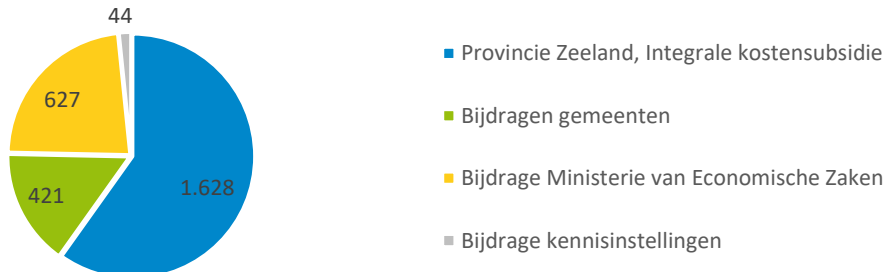 44
627
421
1.628
Provincie Zeeland, Integrale kostensubsidie
Bijdragen gemeenten
Bijdrage Ministerie van Economische Zaken
Bijdrage kennisinstellingen